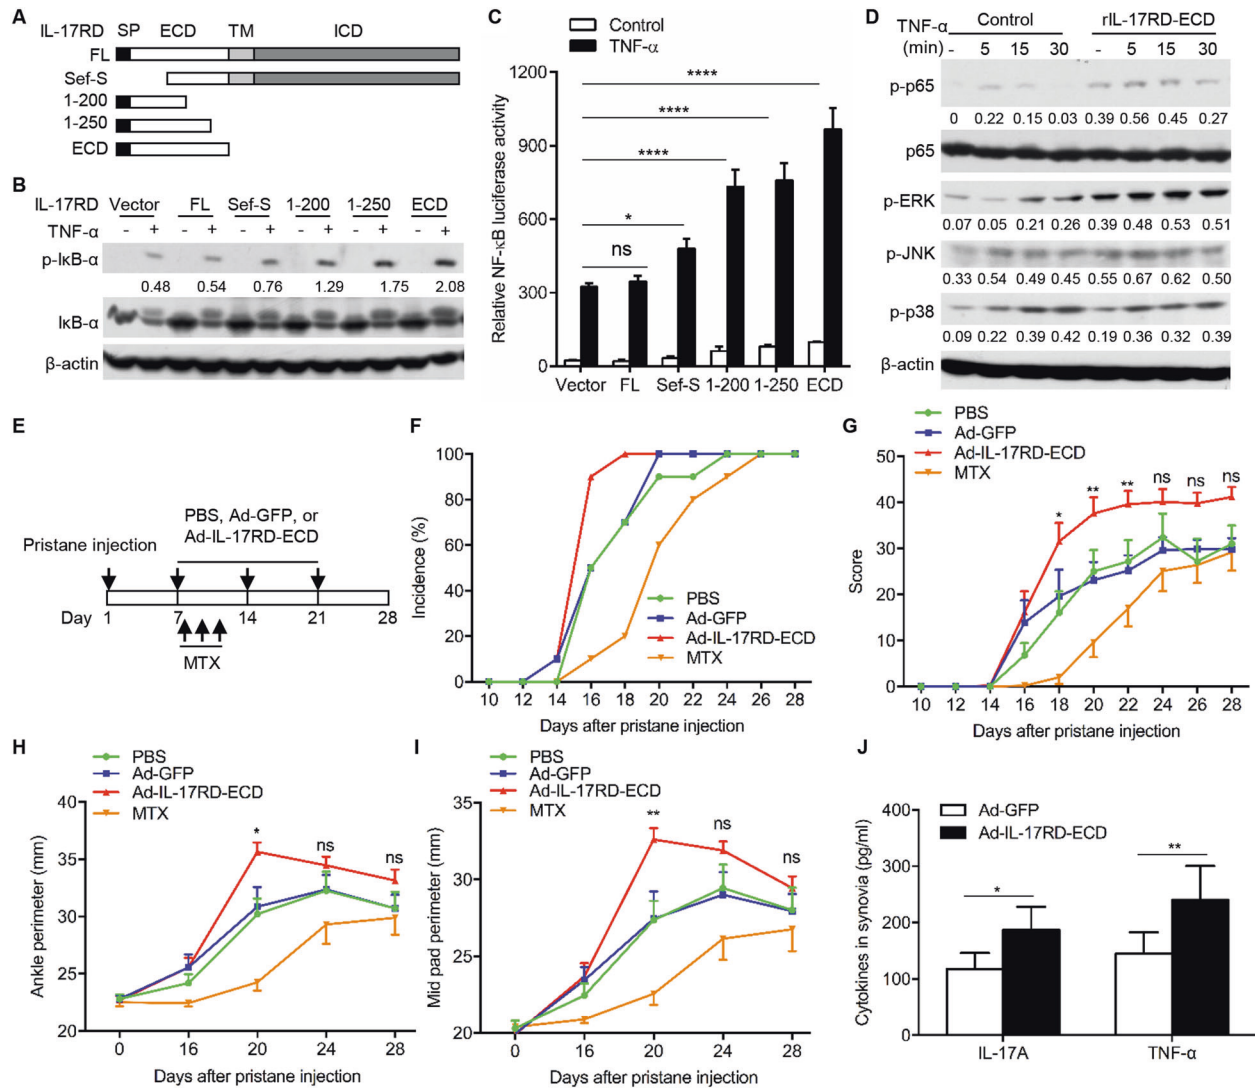 A
IL-17RD SP ECD TM ICD
FL
Sef-S
1-200
1-250
ECD
B
IL-17RD Vector FL Sef-S 1-200 1-250 ECD
TNF-α - + - + - + - + - + - +
p-IκB-α
0.48 0.54 0.76 1.29 1.75 2.08
IκB-α
β-actin
C
Control
TNF-α
Relative NF-κB luciferase activity
1200
900
600
300
0
ns
*
****
****
****
Vector FL Sef-S 1-200 1-250 ECD
D
TNF-α Control rIL-17RD-ECD
(min) - 5 15 30 - 5 15 30
p-p65
0 0.22 0.15 0.03 0.39 0.56 0.45 0.27
p65
p-ERK
0.07 0.05 0.21 0.26 0.39 0.48 0.53 0.51
p-JNK
0.33 0.54 0.49 0.45 0.55 0.67 0.62 0.50
p-p38
0.09 0.22 0.39 0.42 0.19 0.36 0.32 0.39
β-actin
E
PBS, Ad-GFP, or
Ad-IL-17RD-ECD
Pristane injection
Day 1 7 14 21 28
MTX
F
Incidence (%)
100
80
60
40
20
0
PBS
Ad-GFP
Ad-IL-17RD-ECD
MTX
10 12 14 16 18 20 22 24 26 28
Days after pristane injection
G
PBS
Ad-GFP
Ad-IL-17RD-ECD
MTX
Score
50
40
30
20
10
0
* ** ** ns ns ns
10 12 14 16 18 20 22 24 26 28
Days after pristane injection
H
PBS
Ad-GFP
Ad-IL-17RD-ECD
MTX
Ankle perimeter (mm)
40
35
30
25
20
* ns ns
0 16 20 24 28
Days after pristane injection
I
PBS
Ad-GFP
Ad-IL-17RD-ECD
MTX
Mid pad perimeter (mm)
35
30
25
20
** ns ns
0 16 20 24 28
Days after pristane injection
J
Ad-GFP
Ad-IL-17RD-ECD
Cytokines in synovia (pg/ml)
400
300
200
100
0
* **
IL-17A TNF-α